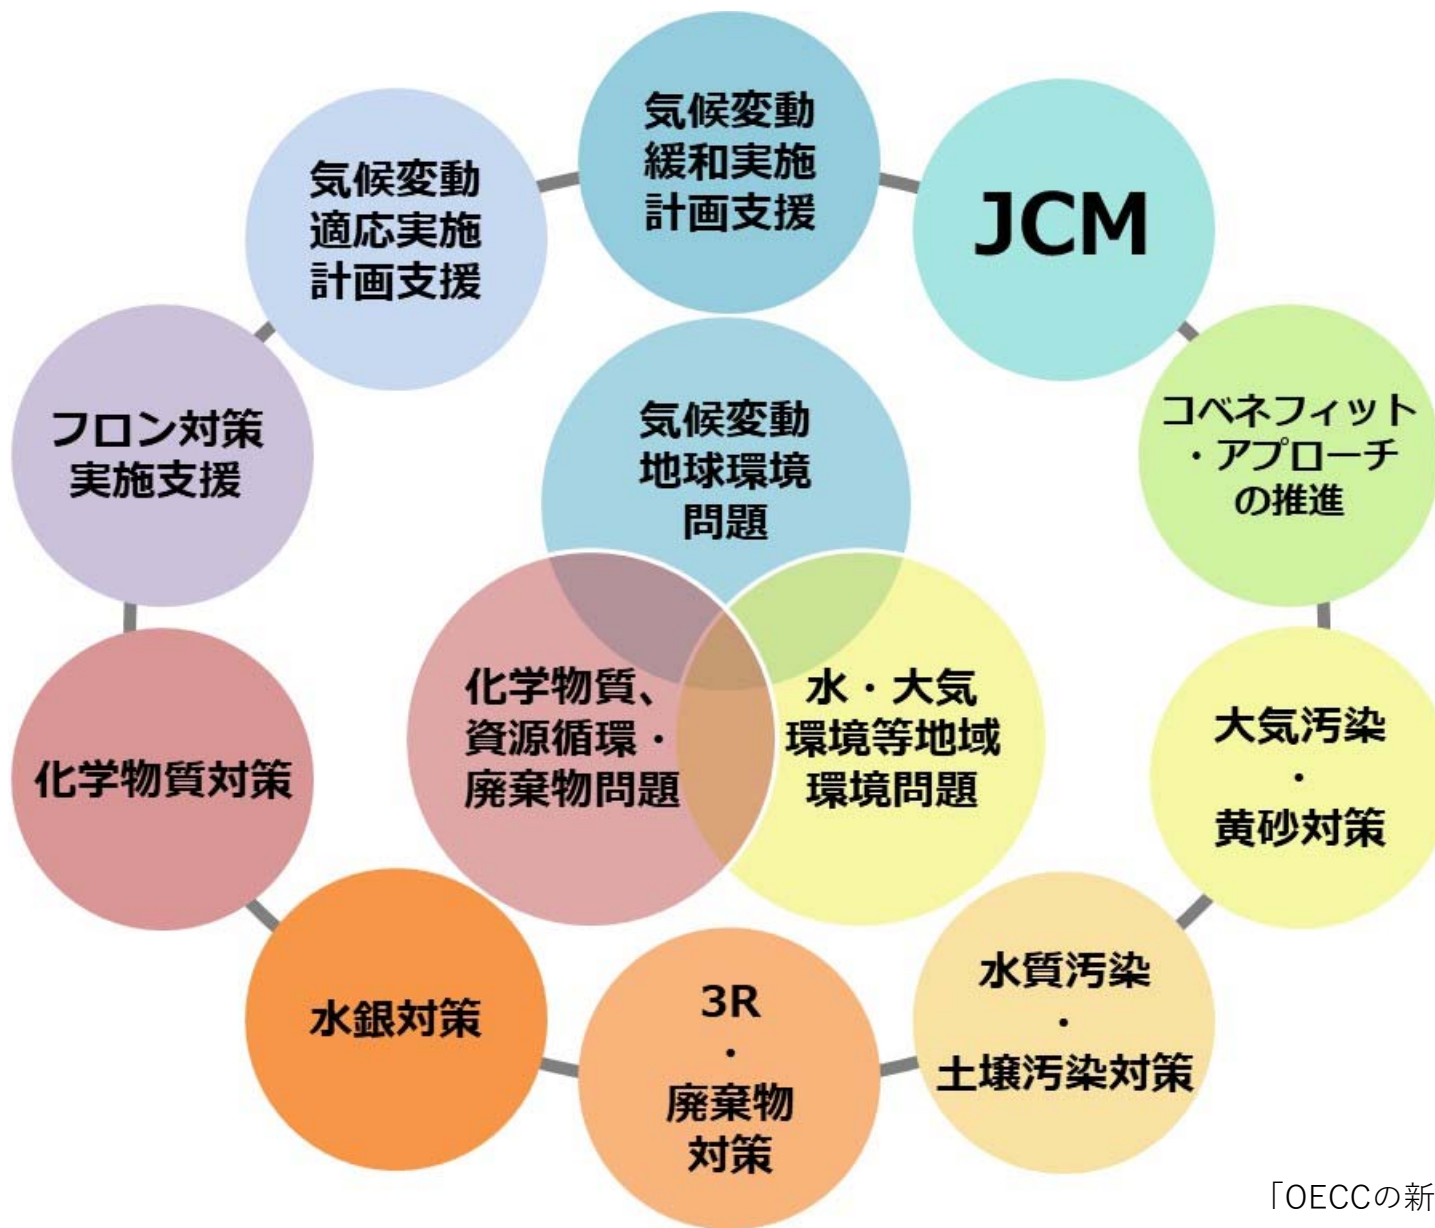 気候変動
緩和実施
計画支援
JCM
コベネフィット
・アプローチ
の推進
大気汚染
・
黄砂対策
水質汚染
・
土壌汚染対策
3R
・
廃棄物
対策
水銀対策
化学物質対策
フロン対策
実施支援
気候変動
適応実施
計画支援
気候変動
地球環境
問題
化学物質、
資源循環・
廃棄物問題
水・大気
環境等地域
環境問題
「OECCの新